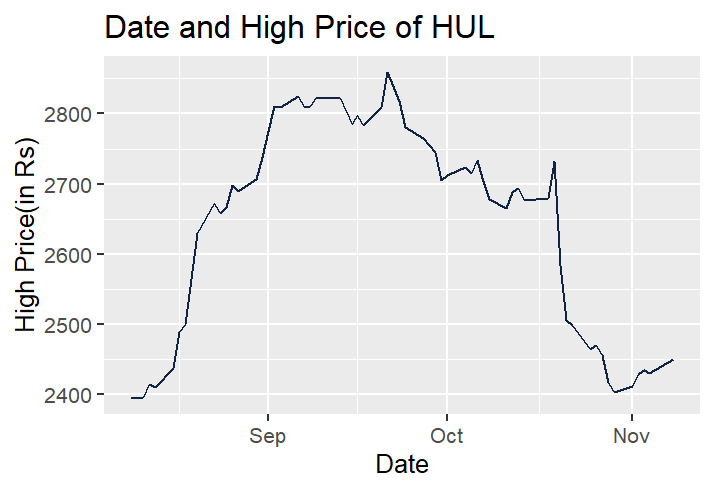 Date and High Price of HUL
High Price(in Rs)
2800
2700
2600
2500
2400
Sep
Oct
Nov
Date